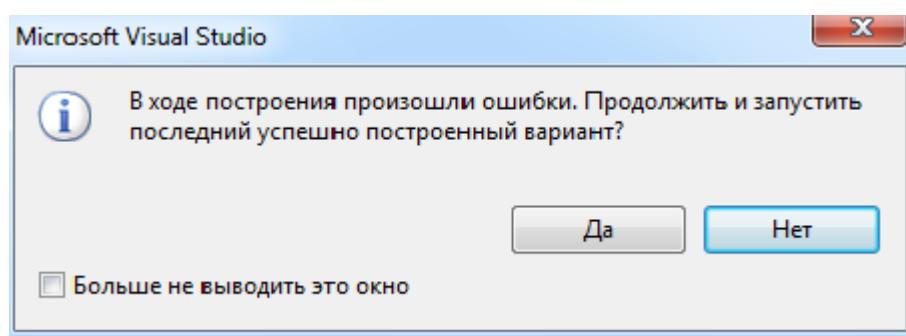 Microsoft Visual Studio
В ходе построения произошли ошибки. Продолжить и запустить
последний успешно построенный вариант?
Да Нет
Больше не выводить это окно